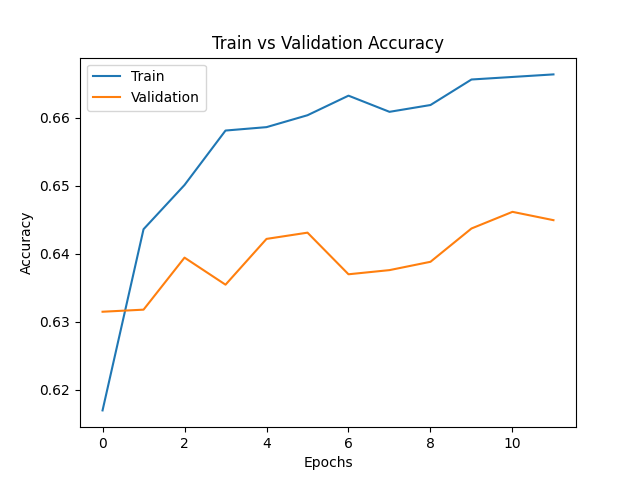 Train vs Validation Accuracy
Train
Validation
0.66
0.65
0.64
0.63
0.62
Accuracy
0 2 4 6 8 10
Epochs